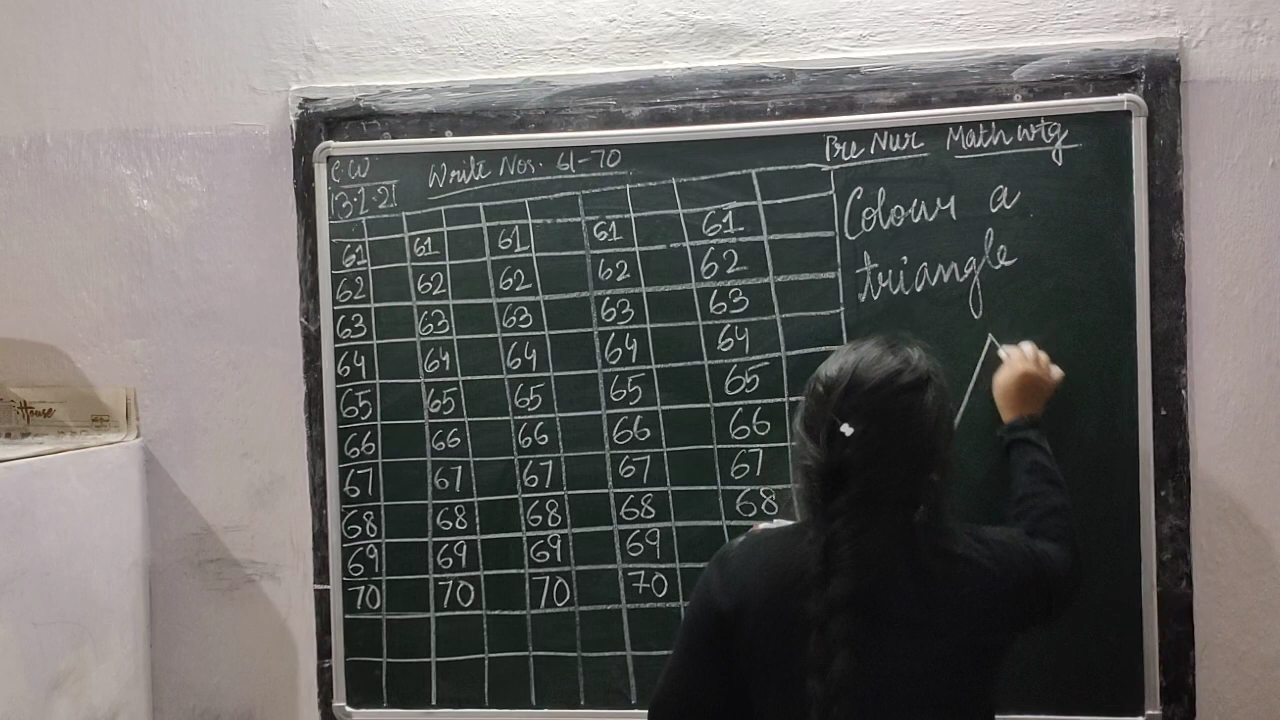 C.W
13·2·21
Write Nos. 61-70
Pre Nur Math wtg
61 61 61 61 61
62 62 62 62 62
63 63 63 63 63
64 64 64 64 64
65 65 65 65 65
66 66 66 66 66
67 67 67 67 67
68 68 68 68 68
69 69 69 69
70 70 70 70
Colour a
triangle
House